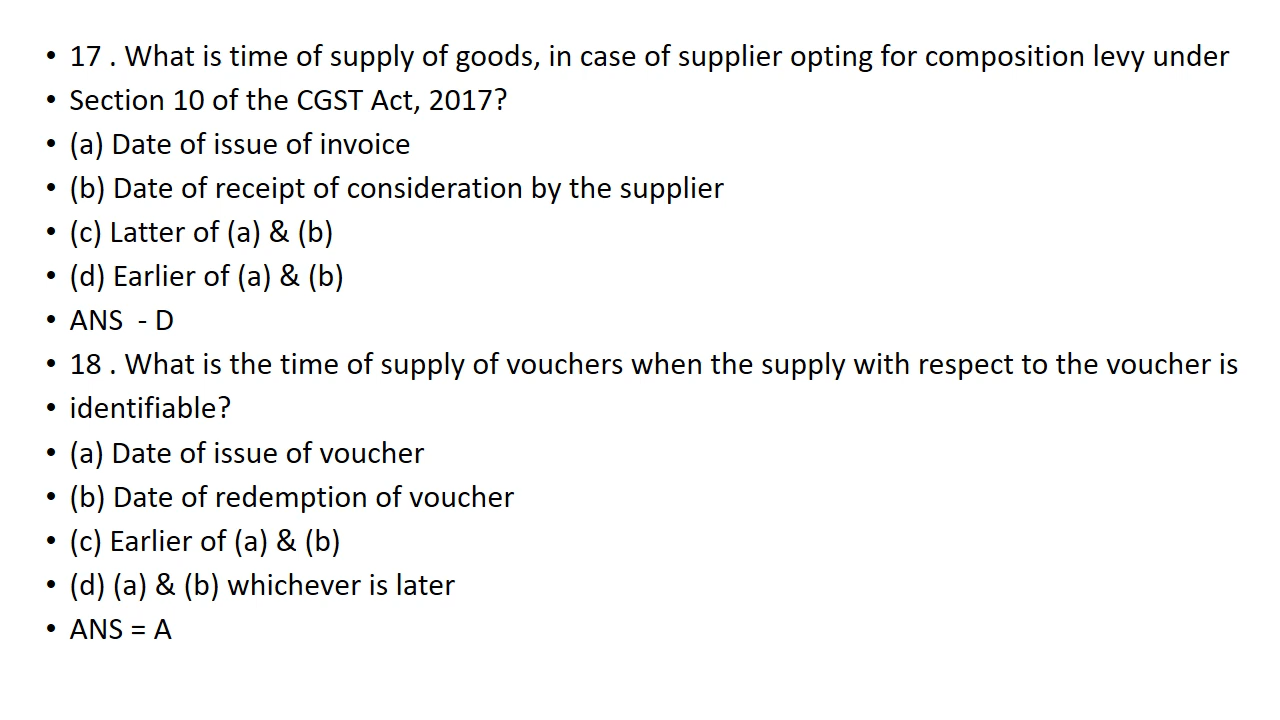 • 17 . What is time of supply of goods, in case of supplier opting for composition levy under
• Section 10 of the CGST Act, 2017?
• (a) Date of issue of invoice
• (b) Date of receipt of consideration by the supplier
• (c) Latter of (a) & (b)
• (d) Earlier of (a) & (b)
• ANS  - D
• 18 . What is the time of supply of vouchers when the supply with respect to the voucher is
• identifiable?
• (a) Date of issue of voucher
• (b) Date of redemption of voucher
• (c) Earlier of (a) & (b)
• (d) (a) & (b) whichever is later
• ANS = A